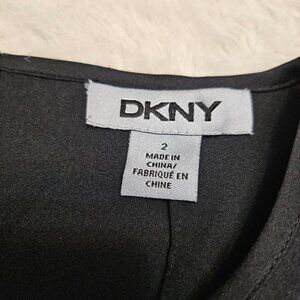 DKNY
2
MADE IN
CHINA/
FABRIQUÉ EN
CHINE